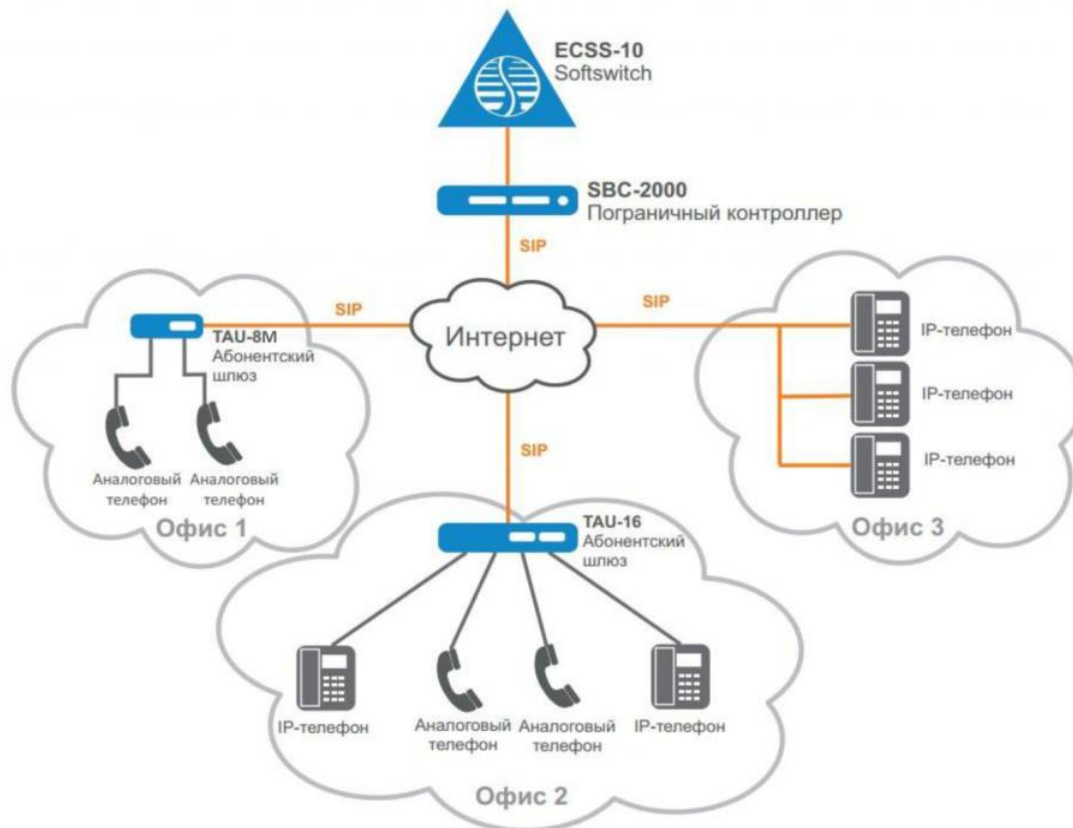 ECSS-10
Softswitch
SBC-2000
Пограничный контроллер
SIP
SIP
SIP
Интернет
TAU-8M
Абонентский
шлюз
IP-телефон
IP-телефон
IP-телефон
SIP
Аналоговый
телефон
Аналоговый
телефон
Офис 1
Офис 3
TAU-16
Абонентский
шлюз
IP-телефон
Аналоговый
телефон
Аналоговый
телефон
IP-телефон
Офис 2